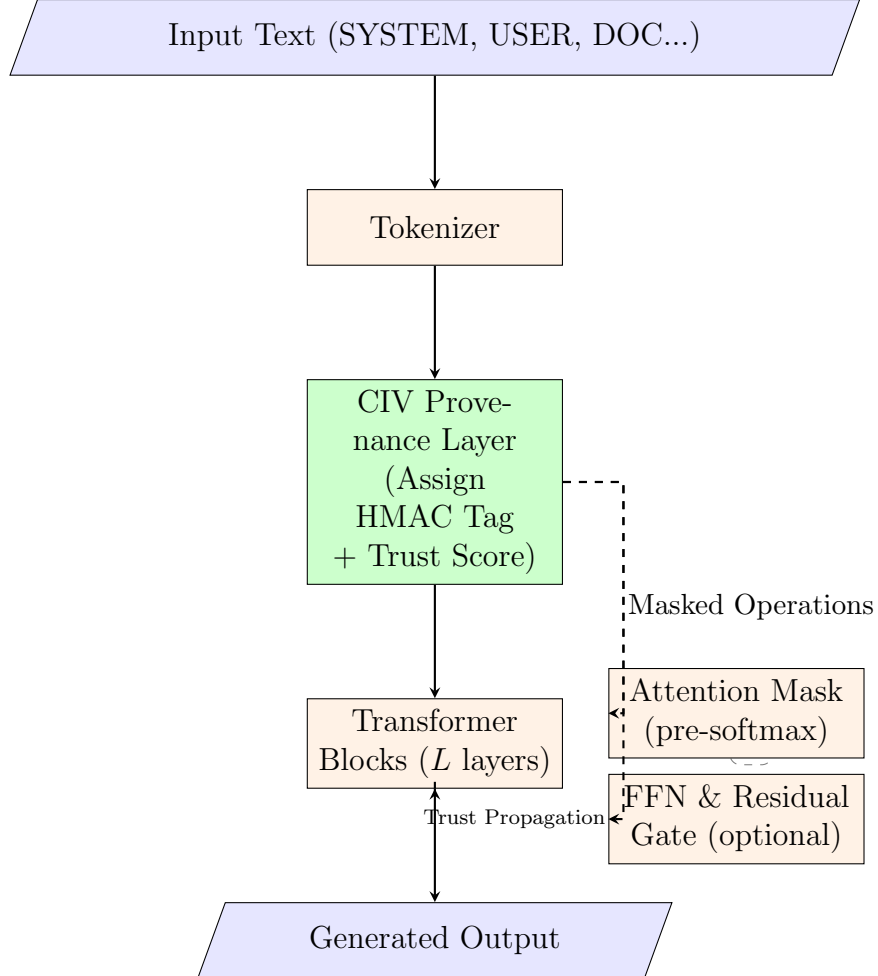 Input Text (SYSTEM, USER, DOC...)
Tokenizer
CIV Prove-
nance Layer
(Assign
HMAC Tag
+ Trust Score)
Masked Operations
Attention Mask
(pre-softmax)
Transformer
Blocks (L layers)
FFN & Residual
Gate (optional)
Trust Propagation
Generated Output